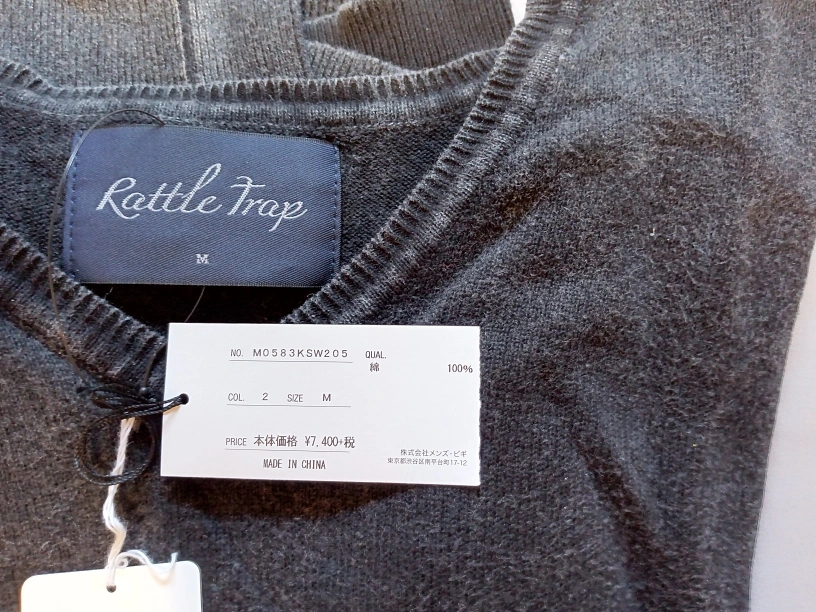 Rattle Trap
M
NO. M0583KSW205 QUAL.
綿 100%
COL. 2 SIZE M
PRICE 本体価格 ¥7,400+税
株式会社メンズ・ビギ
東京都渋谷区南平台町17-12
MADE IN CHINA